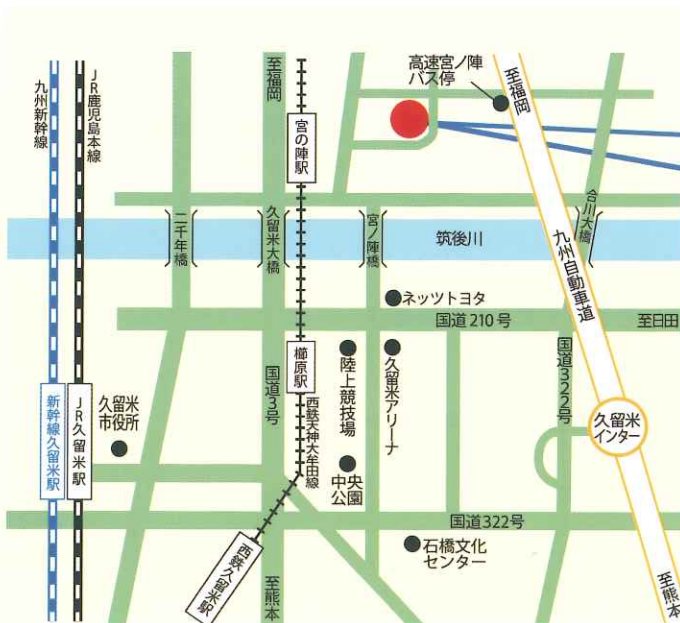 九州新幹線
JR鹿児島本線
至福岡
宮の陣駅
高速宮ノ陣
バス停
至福岡
二千年橋
久留米大橋
宮ノ陣橋
筑後川
合川大橋
九州自動車道
ネッツトヨタ
国道210号
至日田
国道3号
櫛原駅
西鉄天神大牟田線
陸上競技場
久留米アリーナ
国道322号
久留米
インター
新幹線久留米駅
JR久留米駅
久留米
市役所
中央
公園
国道322号
石橋文化
センター
西鉄久留米駅
至熊本
至熊本